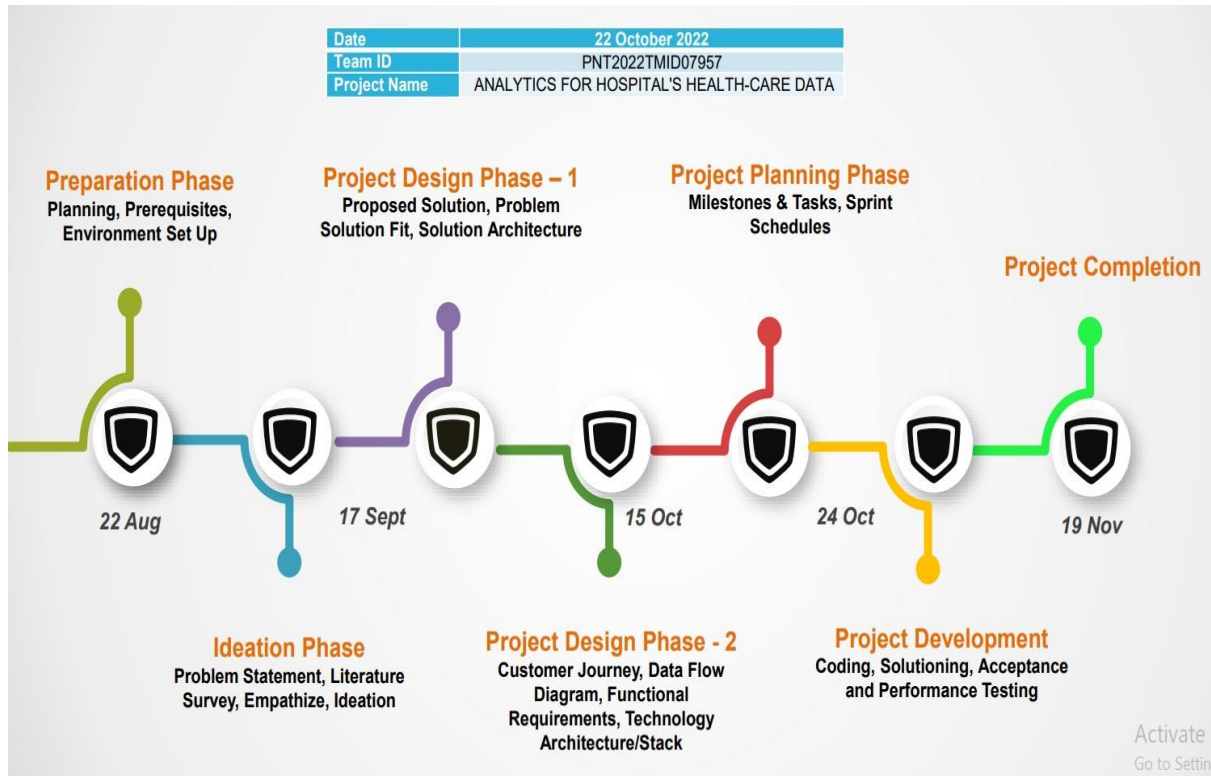 Date 22 October 2022
Team ID PNT2022TMID07957
Project Name ANALYTICS FOR HOSPITAL'S HEALTH-CARE DATA
Preparation Phase
Planning, Prerequisites,
Environment Set Up
Project Design Phase – 1
Proposed Solution, Problem
Solution Fit, Solution Architecture
Project Planning Phase
Milestones & Tasks, Sprint
Schedules
Project Completion
22 Aug
17 Sept
15 Oct
24 Oct
19 Nov
Ideation Phase
Problem Statement, Literature
Survey, Empathize, Ideation
Project Design Phase - 2
Customer Journey, Data Flow
Diagram, Functional
Requirements, Technology
Architecture/Stack
Project Development
Coding, Solutioning, Acceptance
and Performance Testing
Activate
Go to Settin